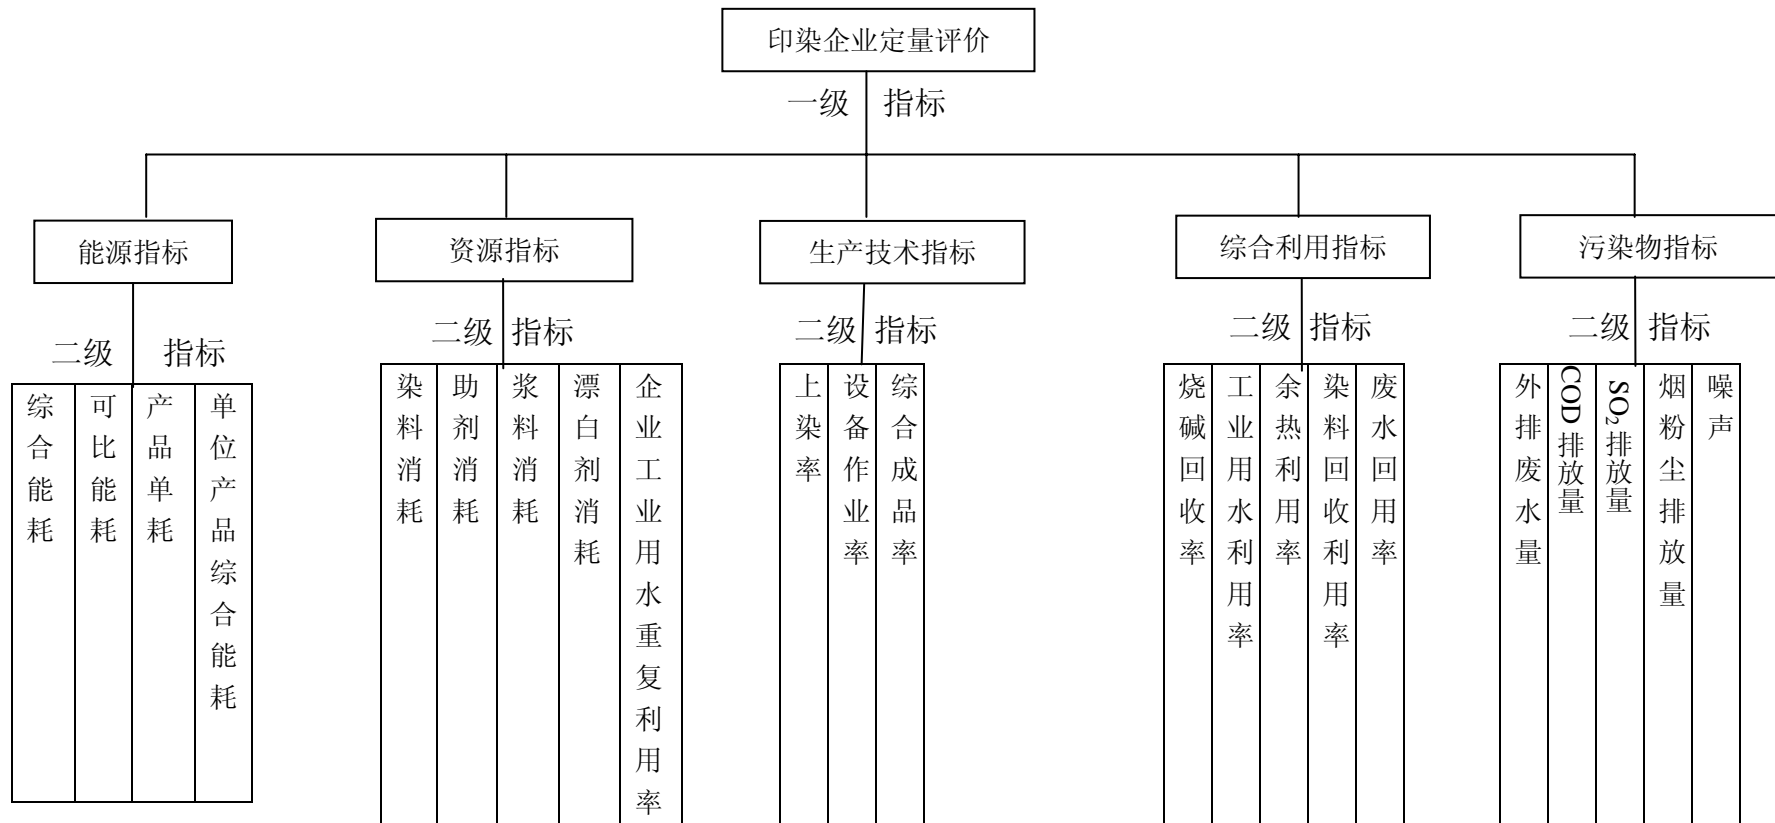 印染企业定量评价
一级 指标
能源指标
资源指标
生产技术指标
综合利用指标
污染物指标
二级 指标
二级 指标
二级 指标
二级 指标
二级 指标
综合能耗
可比能耗
产品单耗
单位产品综合能耗
染料消耗
助剂消耗
浆料消耗
漂白剂消耗
企业工业用水重复利用率
上染率
设备作业率
综合成品率
烧碱回收率
工业用水利用率
余热利用率
染料回收利用率
废水回用率
外排废水量
COD排放量
SO₂排放量
烟粉尘排放量
噪声